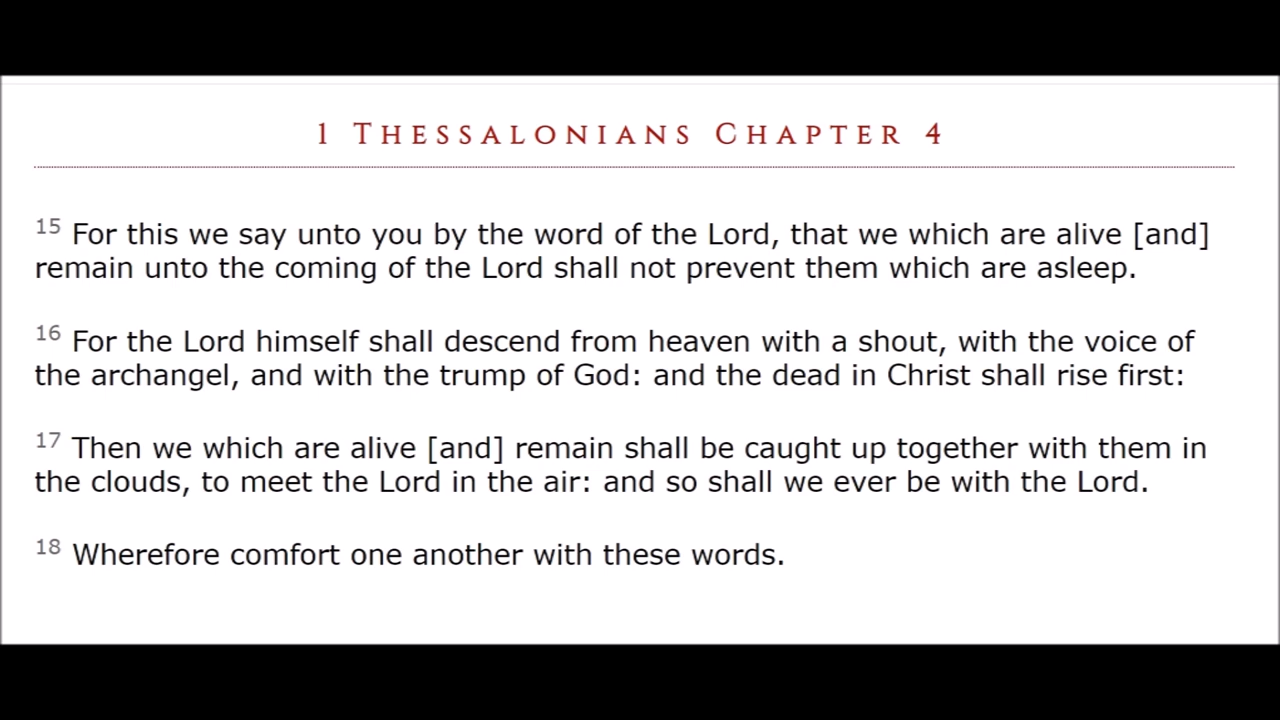 1 Thessalonians Chapter 4
15 For this we say unto you by the word of the Lord, that we which are alive [and]
remain unto the coming of the Lord shall not prevent them which are asleep.
16 For the Lord himself shall descend from heaven with a shout, with the voice of
the archangel, and with the trump of God: and the dead in Christ shall rise first:
17 Then we which are alive [and] remain shall be caught up together with them in
the clouds, to meet the Lord in the air: and so shall we ever be with the Lord.
18 Wherefore comfort one another with these words.